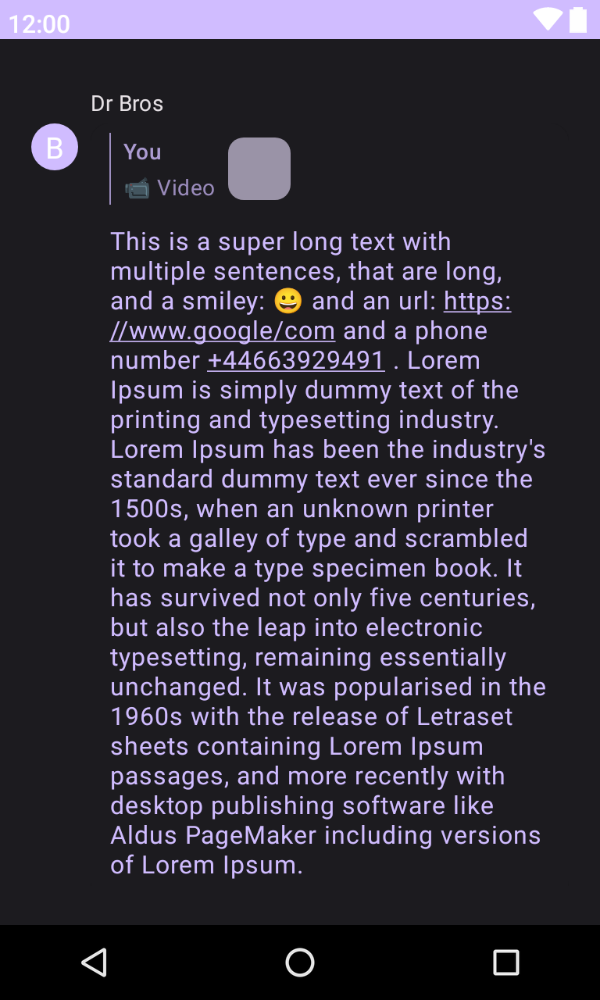 12:00
Dr Bros
B
You
📹 Video
This is a super long text with
multiple sentences, that are long,
and a smiley: 😀 and an url: https:
//www.google/com and a phone
number +44663929491 . Lorem
Ipsum is simply dummy text of the
printing and typesetting industry.
Lorem Ipsum has been the industry's
standard dummy text ever since the
1500s, when an unknown printer
took a galley of type and scrambled
it to make a type specimen book. It
has survived not only five centuries,
but also the leap into electronic
typesetting, remaining essentially
unchanged. It was popularised in the
1960s with the release of Letraset
sheets containing Lorem Ipsum
passages, and more recently with
desktop publishing software like
Aldus PageMaker including versions
of Lorem Ipsum.